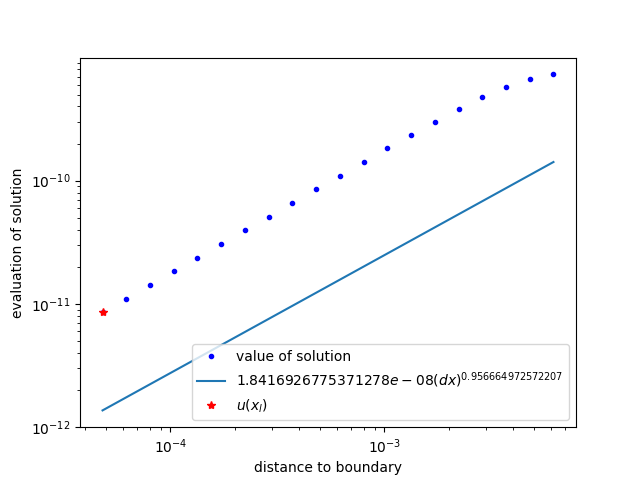 10⁻¹⁰
10⁻¹¹
10⁻¹²
evaluation of solution
value of solution
1.8416926775371278e − 08(dx)^0.956664972572207
u(x_I)
10⁻⁴
10⁻³
distance to boundary